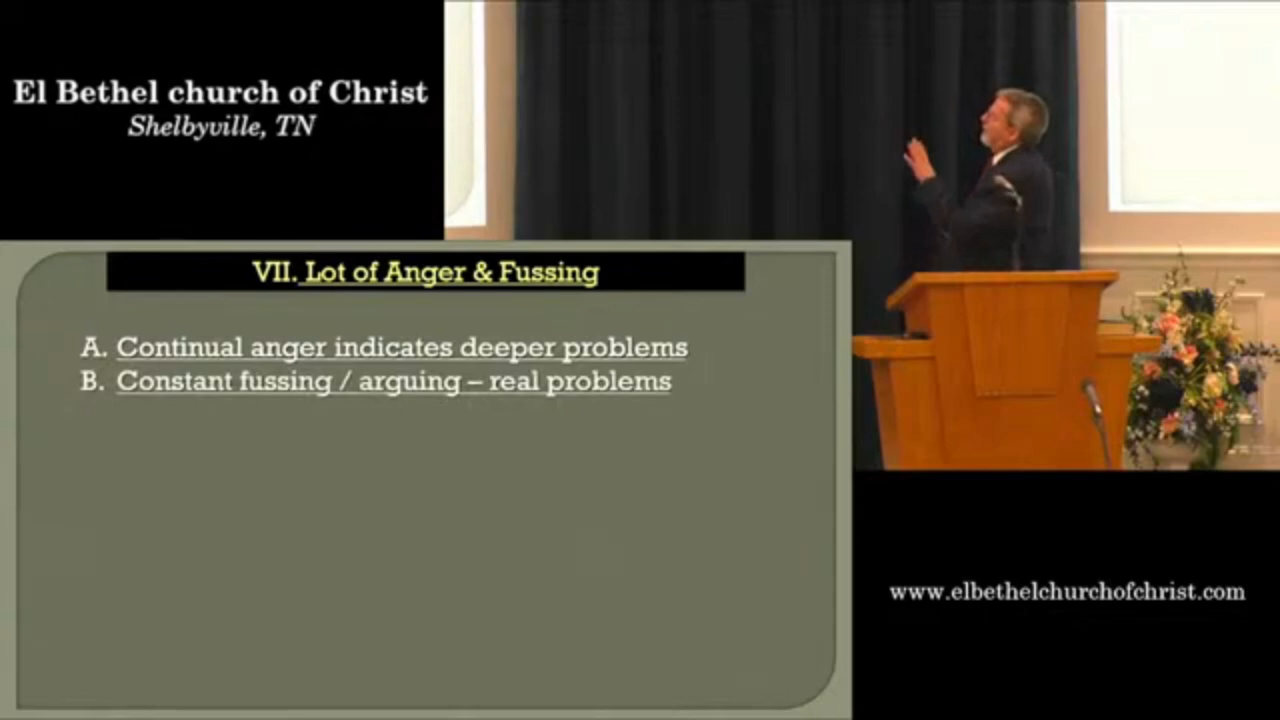 El Bethel church of Christ
Shelbyville, TN
VII. Lot of Anger & Fussing
A. Continual anger indicates deeper problems
B. Constant fussing / arguing – real problems
www.elbethelchurchofchrist.com